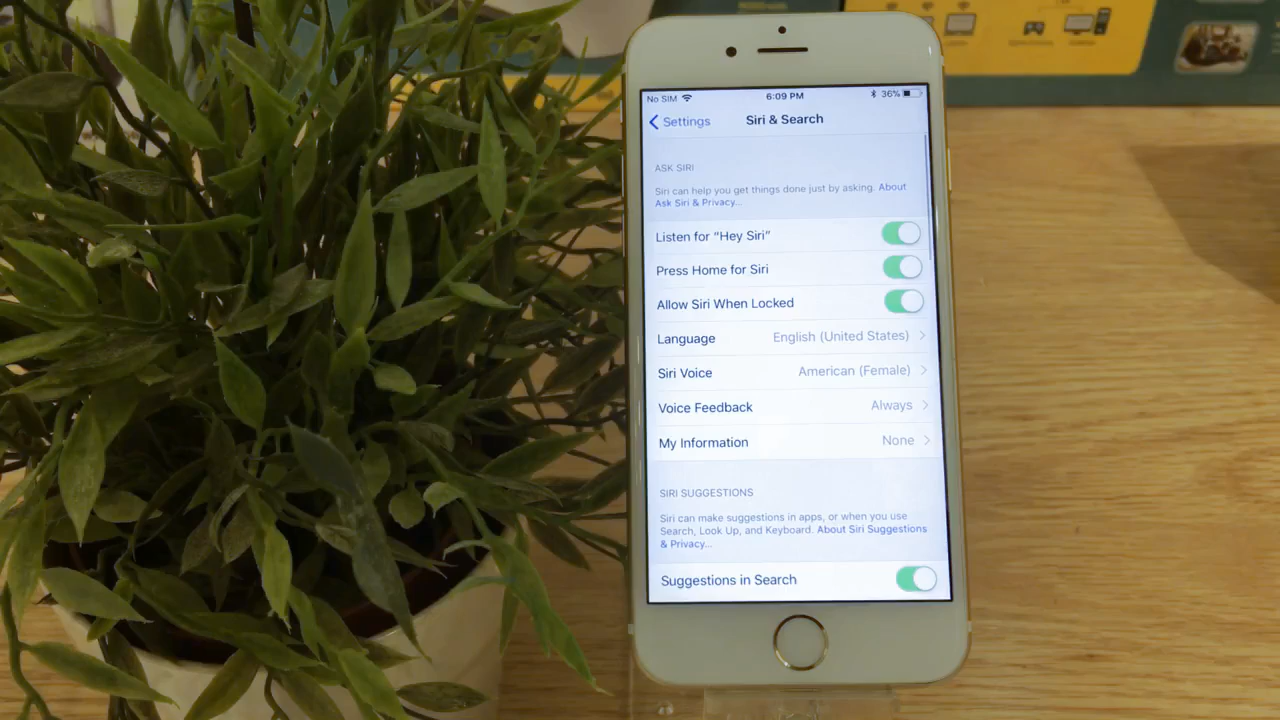 No SIM 6:09 PM 36%
Settings Siri & Search
ASK SIRI
Siri can help you get things done just by asking. About
Ask Siri & Privacy...
Listen for “Hey Siri”
Press Home for Siri
Allow Siri When Locked
Language English (United States)
Siri Voice American (Female)
Voice Feedback Always
My Information None
SIRI SUGGESTIONS
Siri can make suggestions in apps, or when you use
Search, Look Up, and Keyboard. About Siri Suggestions
& Privacy...
Suggestions in Search